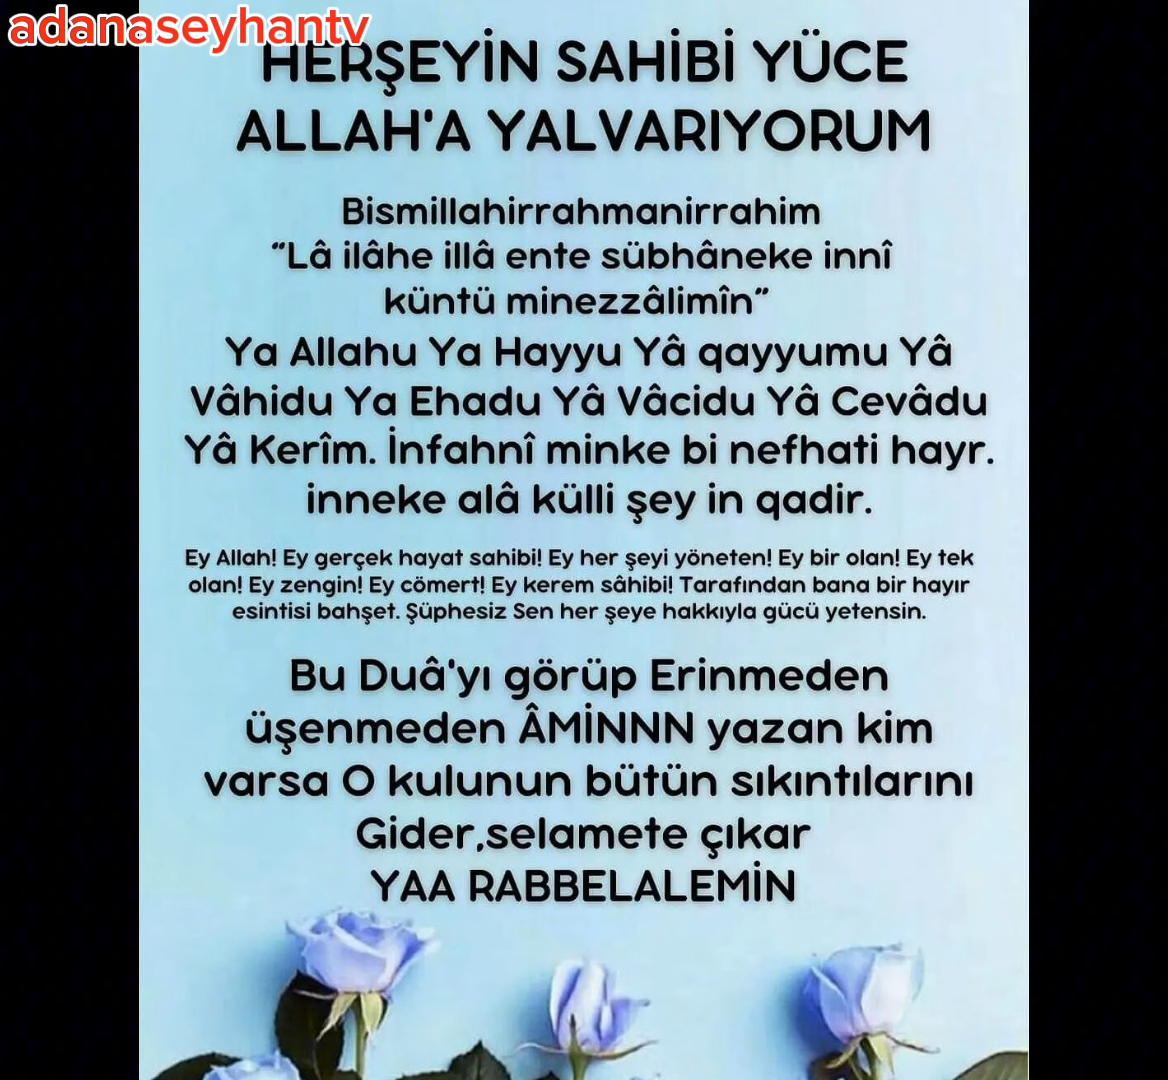 adanaseyhantv
HERŞEYİN SAHİBİ YÜCE
ALLAH'A YALVARIYORUM
Bismillahirrahmanirrahim
“Lâ ilâhe illâ ente sübhâneke innî
küntü minezzâlimîn”
Ya Allahu Ya Hayyu Yâ qayyumu Yâ
Vâhidu Ya Ehadu Yâ Vâcidu Yâ Cevâdu
Yâ Kerîm. İnfahnî minke bi nefhati hayr.
inneke alâ külli şey in qadir.
Ey Allah! Ey gerçek hayat sahibi! Ey her şeyi yöneten! Ey bir olan! Ey tek
olan! Ey zengin! Ey cömert! Ey kerem sâhibi! Tarafından bana bir hayır
esintisi bahşet. Şüphesiz Sen her şeye hakkıyla gücü yetensin.
Bu Duâ'yı görüp Erinmeden
üşenmeden ÂMİNNN yazan kim
varsa O kulunun bütün sıkıntılarını
Gider,selamete çıkar
YAA RABBELALEMİN